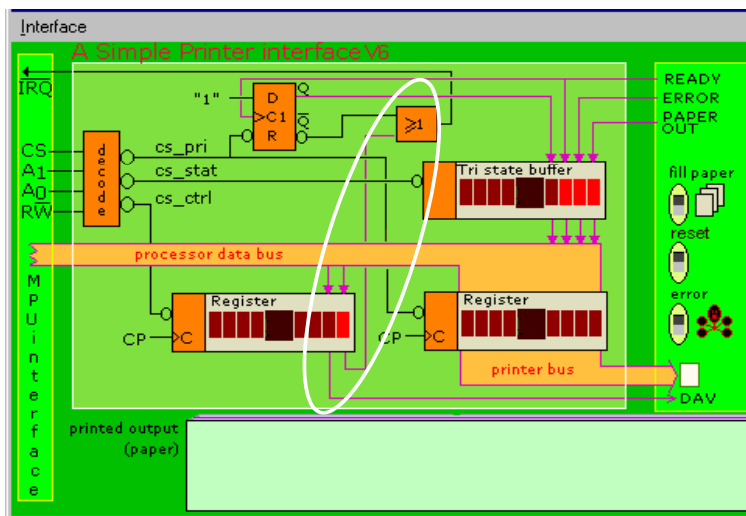 Interface
A Simple Printer interface V6
IRQ
"1"
D
C1
R
Q
Q
≥1
READY
ERROR
PAPER
OUT
CS
A1
A0
RW
decode
cs_pri
cs_stat
cs_ctrl
Tri state buffer
fill paper
reset
error
processor data bus
Register
CP
C
Register
CP
C
printer bus
DAV
MPU interface
printed output
(paper)